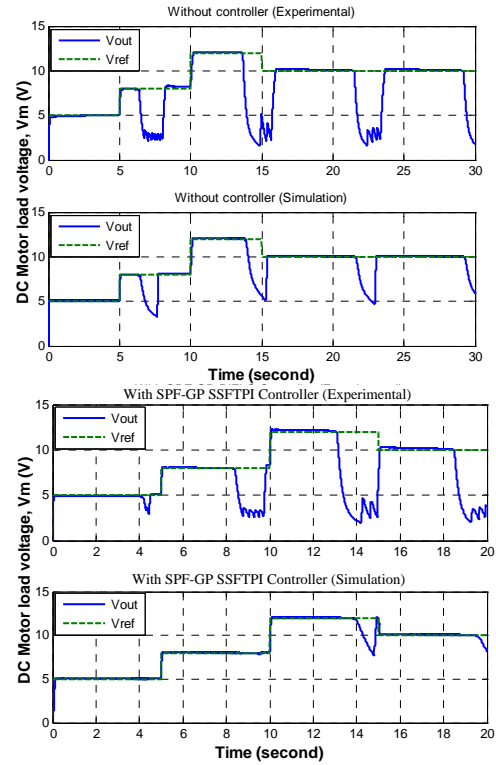 Without controller (Experimental)
Vout
Vref
15
10
5
0
0 5 10 15 20 25 30
Without controller (Simulation)
Vout
Vref
15
10
5
0
0 5 10 15 20 25 30
Time (second)
DC Motor load voltage, Vm (V)
With SPF-GP SSFTPI Controller (Experimental)
Vout
Vref
15
10
5
0
0 2 4 6 8 10 12 14 16 18 20
With SPF-GP SSFTPI Controller (Simulation)
Vout
Vref
15
10
5
0
0 2 4 6 8 10 12 14 16 18 20
Time (second)
DC Motor load voltage, Vm (V)